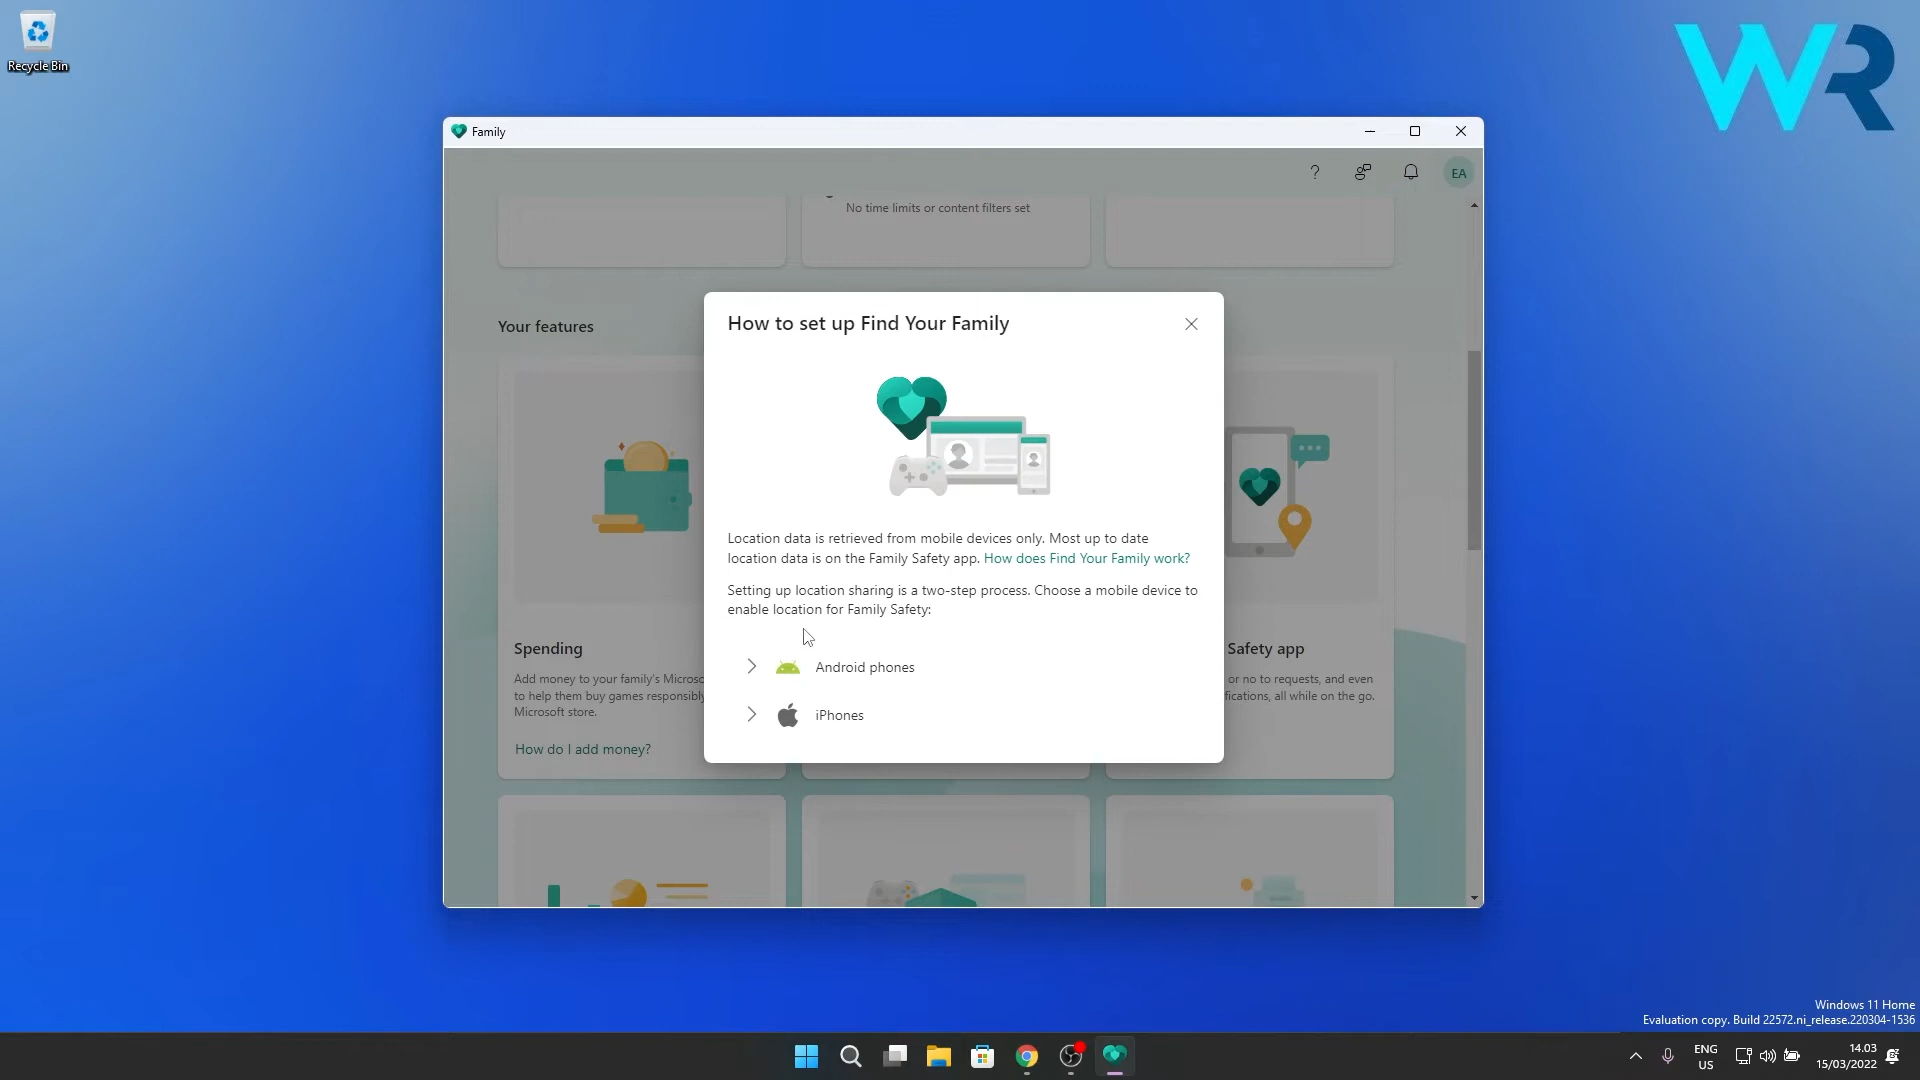 Recycle Bin
WR
Family
?
EA
No time limits or content filters set
Your features
How to set up Find Your Family
Location data is retrieved from mobile devices only. Most up to date
location data is on the Family Safety app. How does Find Your Family work?
Setting up location sharing is a two-step process. Choose a mobile device to
enable location for Family Safety:
Android phones
iPhones
Spending
Add money to your family's
to help them buy games responsibly
Microsoft store.
How do I add money?
Safety app
or no to requests, and even
all while on the go.
Windows 11 Home
Evaluation copy. Build 22572.ni_release.220304-1536
ENG
US
14.03
15/03/2022